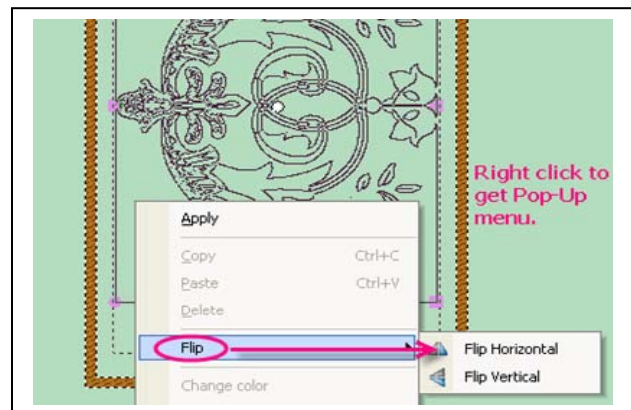 Right click to
get Pop-Up
menu.
Apply
Copy Ctrl+C
Paste Ctrl+V
Delete
Flip
Flip Horizontal
Flip Vertical
Change color